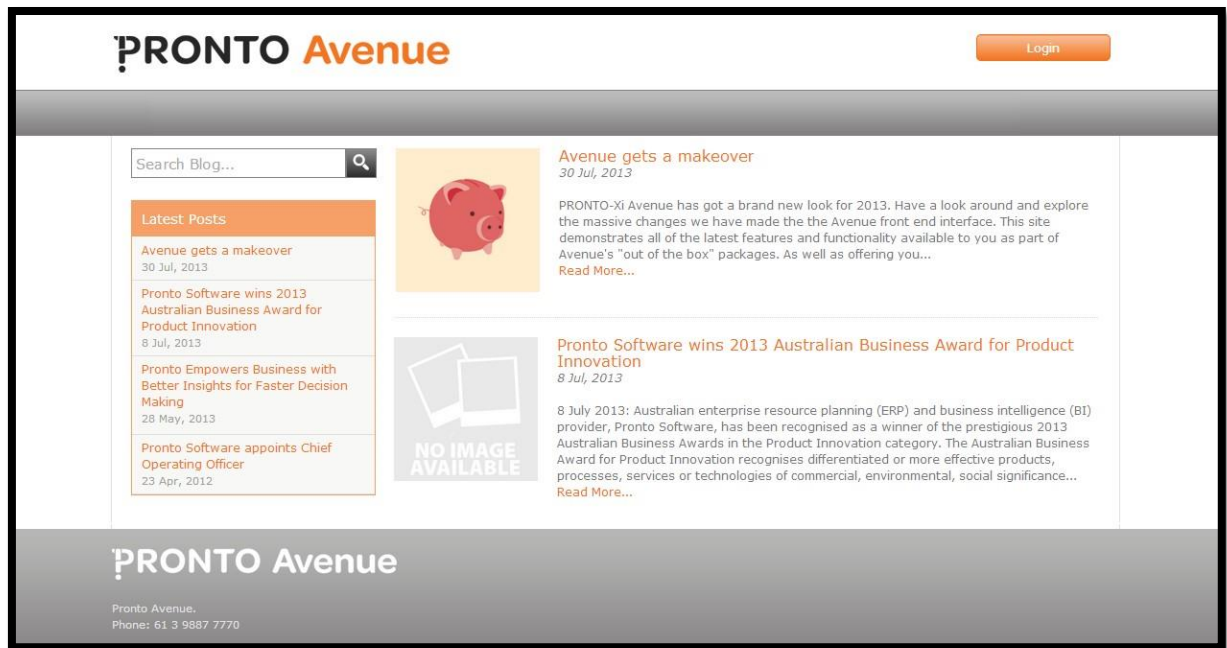 PRONTO Avenue
Login
Search Blog...
Latest Posts
Avenue gets a makeover
30 Jul, 2013
Pronto Software wins 2013
Australian Business Award for
Product Innovation
8 Jul, 2013
Pronto Empowers Business with
Better Insights for Faster Decision
Making
28 May, 2013
Pronto Software appoints Chief
Operating Officer
23 Apr, 2012
Avenue gets a makeover
30 Jul, 2013
PRONTO-Xi Avenue has got a brand new look for 2013. Have a look around and explore
the massive changes we have made the the Avenue front end interface. This site
demonstrates all of the latest features and functionality available to you as part of
Avenue's "out of the box" packages. As well as offering you...
Read More...
NO IMAGE
AVAILABLE
Pronto Software wins 2013 Australian Business Award for Product
Innovation
8 Jul, 2013
8 July 2013: Australian enterprise resource planning (ERP) and business intelligence (BI)
provider, Pronto Software, has been recognised as a winner of the prestigious 2013
Australian Business Awards in the Product Innovation category. The Australian Business
Award for Product Innovation recognises differentiated or more effective products,
processes, services or technologies of commercial, environmental, social significance...
Read More...
PRONTO Avenue
Pronto Avenue.
Phone: 61 3 9887 7770